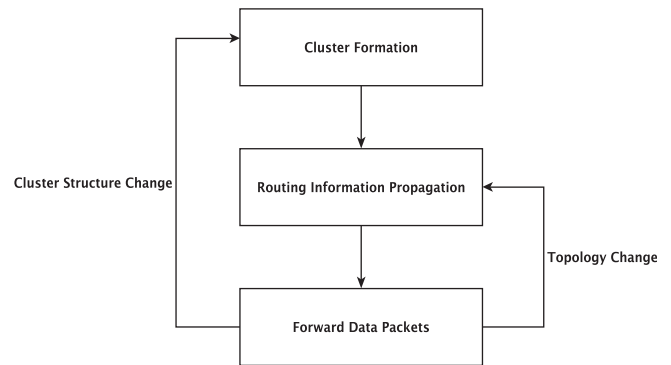 Cluster Formation
Cluster Structure Change
Routing Information Propagation
Topology Change
Forward Data Packets